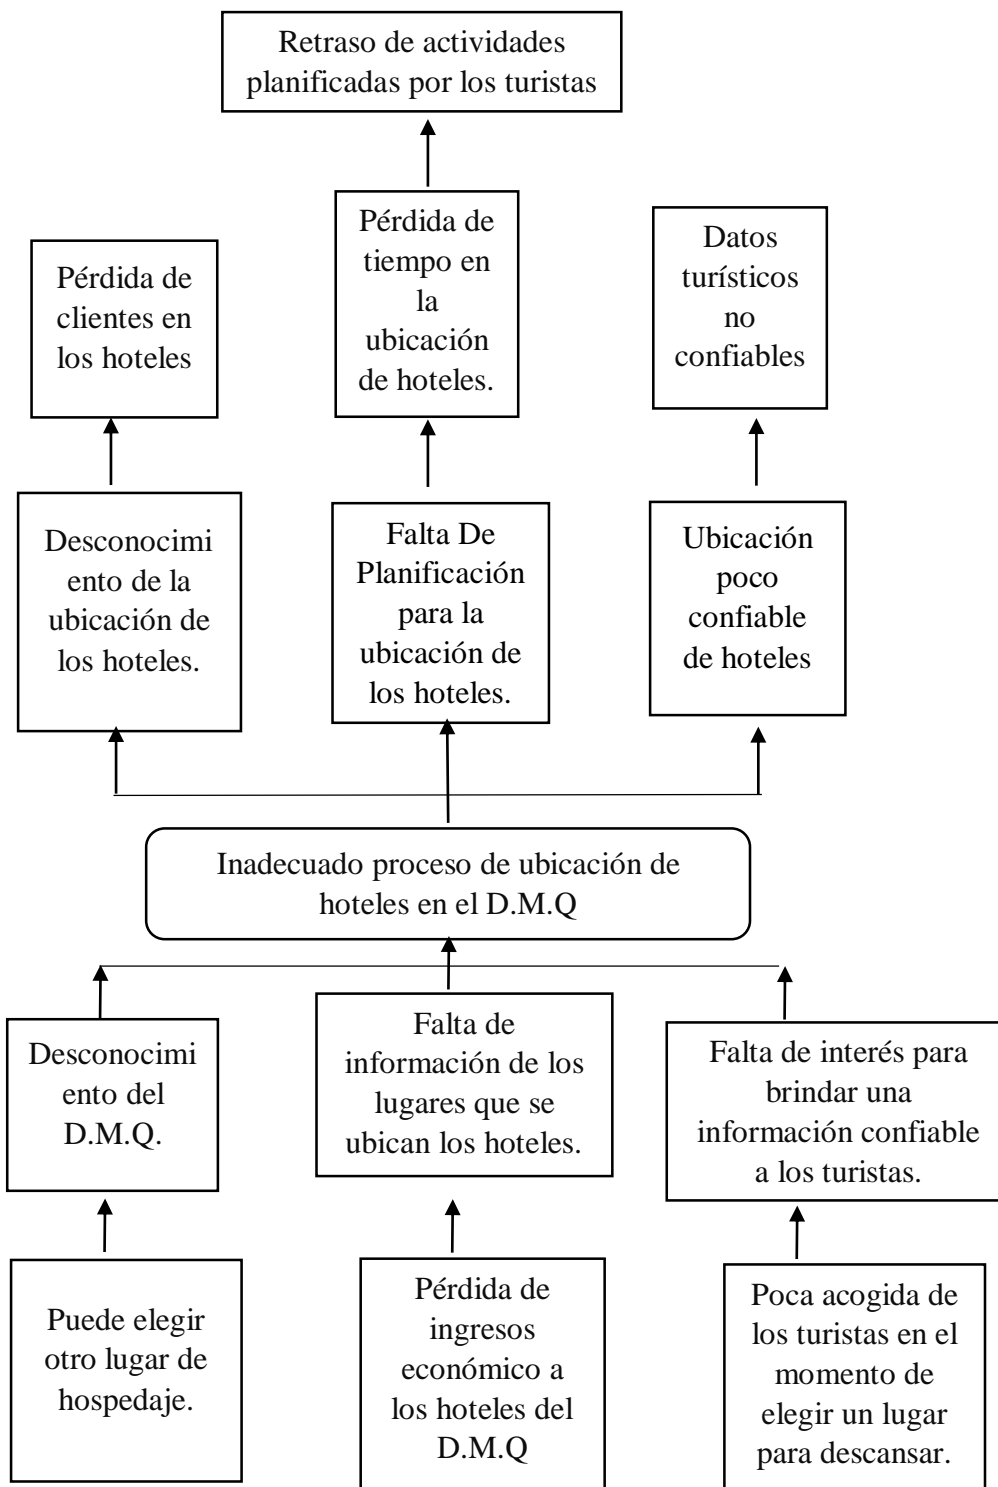 Retraso de actividades
planificadas por los turistas
Pérdida de
clientes en
los hoteles
Pérdida de
tiempo en
la
ubicación
de hoteles.
Datos
turísticos
no
confiables
Desconocimi
ento de la
ubicación de
los hoteles.
Falta De
Planificación
para la
ubicación de
los hoteles.
Ubicación
poco
confiable
de hoteles
Inadecuado proceso de ubicación de
hoteles en el D.M.Q
Desconocimi
ento del
D.M.Q.
Falta de
información de los
lugares que se
ubican los hoteles.
Falta de interés para
brindar una
información confiable
a los turistas.
Puede elegir
otro lugar de
hospedaje.
Pérdida de
ingresos
económico a
los hoteles del
D.M.Q
Poca acogida de
los turistas en el
momento de
elegir un lugar
para descansar.